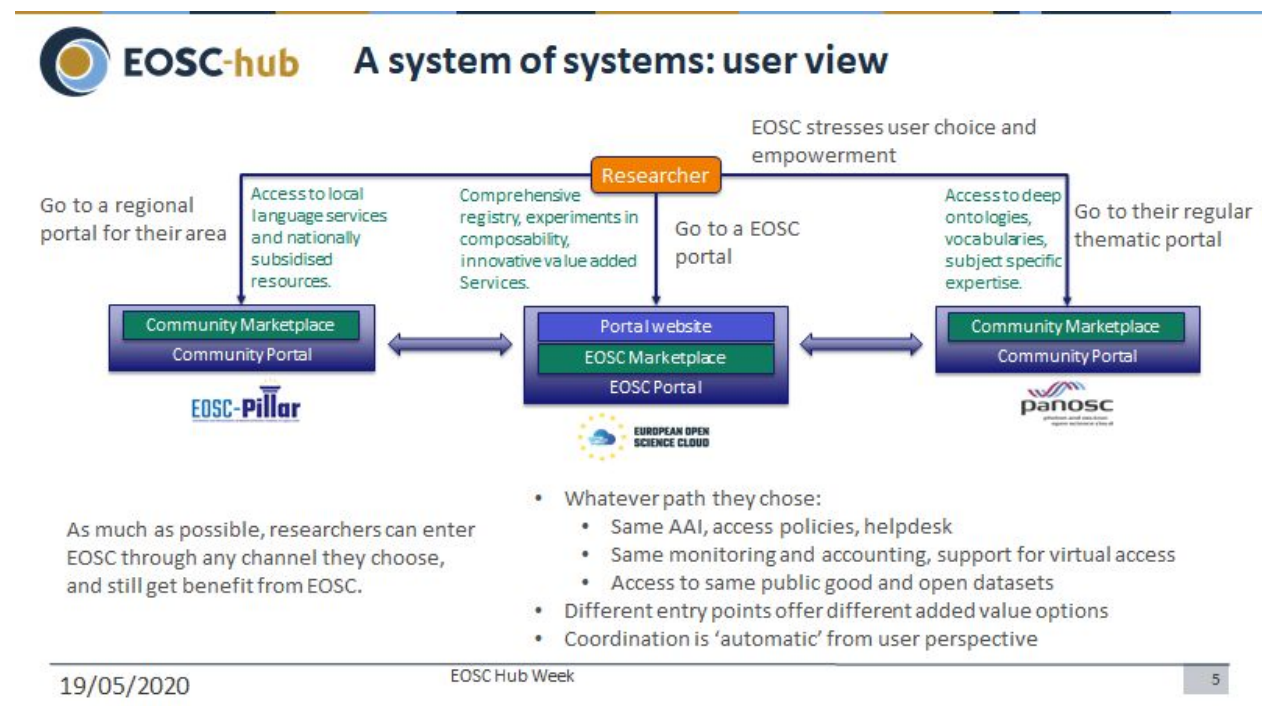 EOSC-hub
A system of systems: user view
EOSC stresses user choice and
empowerment
Researcher
Go to a regional
portal for their area
Access to local
language services
and nationally
subsidised
resources.
Comprehensive
registry, experiments in
composability,
innovative value added
Services.
Go to a EOSC
portal
Access to deep
ontologies,
vocabularies,
subject specific
expertise.
Go to their regular
thematic portal
Community Marketplace
Community Portal
Portal website
EOSC Marketplace
EOSC Portal
Community Marketplace
Community Portal
EOSC-Pillar
EUROPEAN OPEN
SCIENCE CLOUD
panosc
As much as possible, researchers can enter
EOSC through any channel they choose,
and still get benefit from EOSC.
• Whatever path they chose:
• Same AAI, access policies, helpdesk
• Same monitoring and accounting, support for virtual access
• Access to same public good and open datasets
• Different entry points offer different added value options
• Coordination is ‘automatic’ from user perspective
19/05/2020
EOSC Hub Week
5